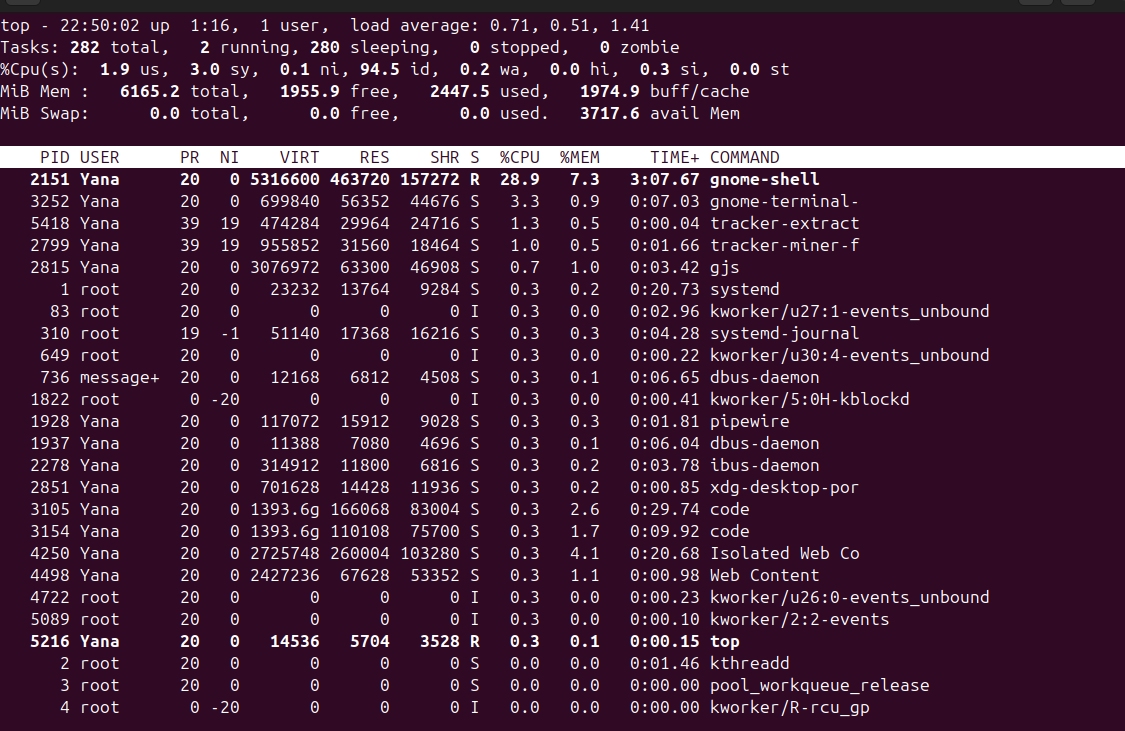 top - 22:50:02 up  1:16,  1 user,  load average: 0.71, 0.51, 1.41
Tasks: 282 total,   2 running, 280 sleeping,   0 stopped,   0 zombie
%Cpu(s):  1.9 us,  3.0 sy,  0.1 ni, 94.5 id,  0.2 wa,  0.0 hi,  0.3 si,  0.0 st
MiB Mem :   6165.2 total,   1955.9 free,   2447.5 used,   1974.9 buff/cache
MiB Swap:      0.0 total,      0.0 free,      0.0 used.   3717.6 avail Mem
    PID USER      PR  NI    VIRT    RES    SHR S  %CPU  %MEM     TIME+ COMMAND
   2151 Yana      20   0 5316600 463720 157272 R  28.9   7.3   3:07.67 gnome-shell
   3252 Yana      20   0  699840  56352  44676 S   3.3   0.9   0:07.03 gnome-terminal-
   5418 Yana      39  19  474284  29964  24716 S   1.3   0.5   0:00.04 tracker-extract
   2799 Yana      39  19  955852  31560  18464 S   1.0   0.5   0:01.66 tracker-miner-f
   2815 Yana      20   0 3076972  63300  46908 S   0.7   1.0   0:03.42 gjs
      1 root      20   0   23232  13764   9284 S   0.3   0.2   0:20.73 systemd
     83 root      20   0       0      0      0 I   0.3   0.0   0:02.96 kworker/u27:1-events_unbound
    310 root      19  -1   51140  17368  16216 S   0.3   0.3   0:04.28 systemd-journal
    649 root      20   0       0      0      0 I   0.3   0.0   0:00.22 kworker/u30:4-events_unbound
    736 message+  20   0   12168   6812   4508 S   0.3   0.1   0:06.65 dbus-daemon
   1822 root       0 -20       0      0      0 I   0.3   0.0   0:00.41 kworker/5:0H-kblockd
   1928 Yana      20   0  117072  15912   9028 S   0.3   0.3   0:01.81 pipewire
   1937 Yana      20   0   11388   7080   4696 S   0.3   0.1   0:06.04 dbus-daemon
   2278 Yana      20   0  314912  11800   6816 S   0.3   0.2   0:03.78 ibus-daemon
   2851 Yana      20   0  701628  14428  11936 S   0.3   0.2   0:00.85 xdg-desktop-por
   3105 Yana      20   0 1393.6g 166068  83004 S   0.3   2.6   0:29.74 code
   3154 Yana      20   0 1393.6g 110108  75700 S   0.3   1.7   0:09.92 code
   4250 Yana      20   0 2725748 260004 103280 S   0.3   4.1   0:20.68 Isolated Web Co
   4498 Yana      20   0 2427236  67628  53352 S   0.3   1.1   0:00.98 Web Content
   4722 root      20   0       0      0      0 I   0.3   0.0   0:00.23 kworker/u26:0-events_unbound
   5089 root      20   0       0      0      0 I   0.3   0.0   0:00.10 kworker/2:2-events
   5216 Yana      20   0   14536   5704   3528 R   0.3   0.1   0:00.15 top
      2 root      20   0       0      0      0 S   0.0   0.0   0:01.46 kthreadd
      3 root      20   0       0      0      0 S   0.0   0.0   0:00.00 pool_workqueue_release
      4 root       0 -20       0      0      0 I   0.0   0.0   0:00.00 kworker/R-rcu_gp